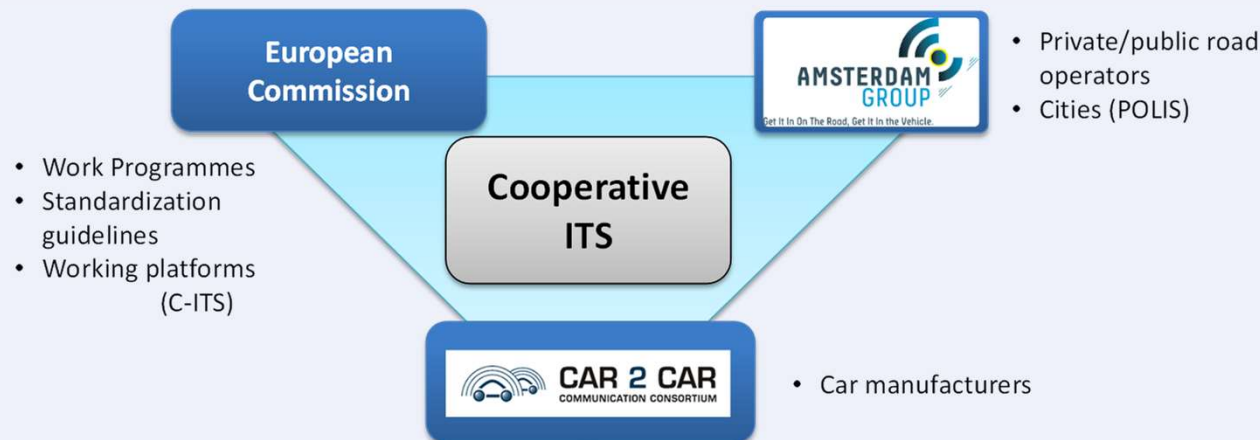 European
Commission
AMSTERDAM
GROUP
Get It In On The Road, Get It In the Vehicle.
• Private/public road
operators
• Cities (POLIS)
• Work Programmes
• Standardization
guidelines
• Working platforms
(C-ITS)
Cooperative
ITS
CAR 2 CAR
COMMUNICATION CONSORTIUM
• Car manufacturers